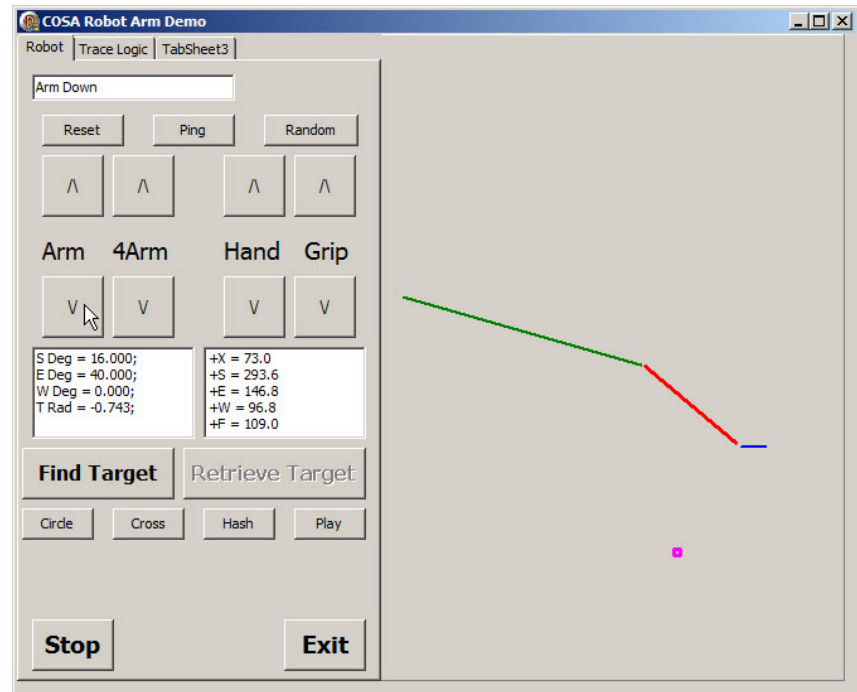 COSA Robot Arm Demo
Robot Trace Logic TabSheet3
Arm Down
Reset Ping Random
/\ /\ /\ /\
Arm 4Arm Hand Grip
\/ \/ \/ \/
S Deg = 16.000;
E Deg = 40.000;
W Deg = 0.000;
T Rad = -0.743;
+X = 73.0
+S = 293.6
+E = 146.8
+W = 96.8
+F = 109.0
Find Target Retrieve Target
Circle Cross Hash Play
Stop Exit